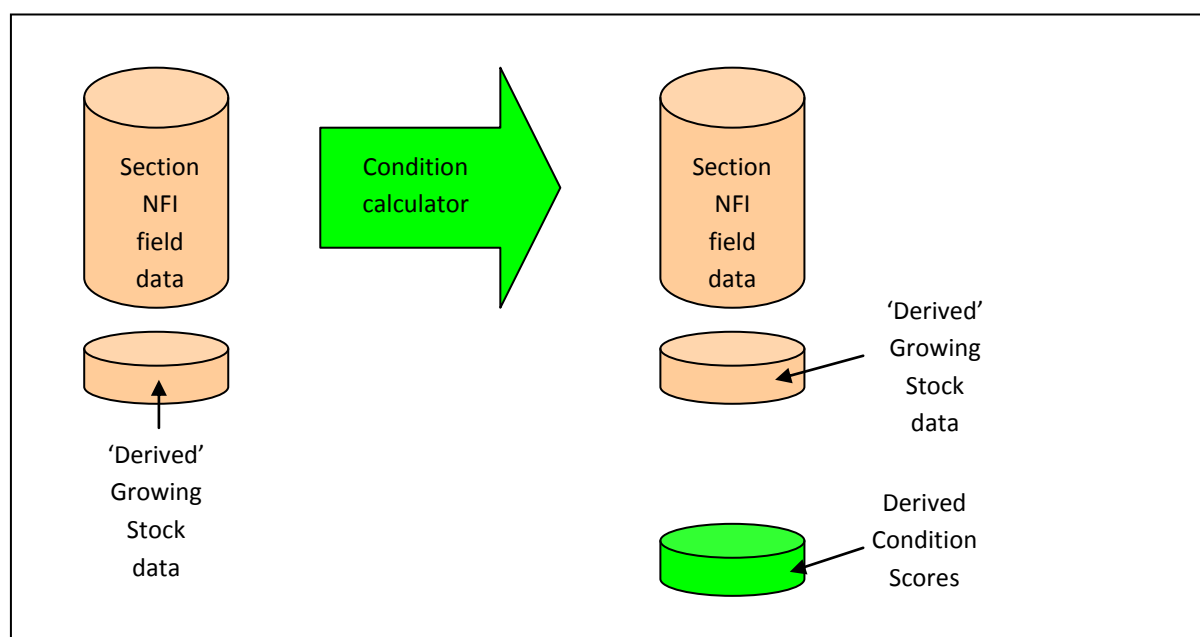 Section
NFI
field
data
'Derived'
Growing
Stock
data
Condition
calculator
Section
NFI
field
data
‘Derived’
Growing
Stock
data
Derived
Condition
Scores